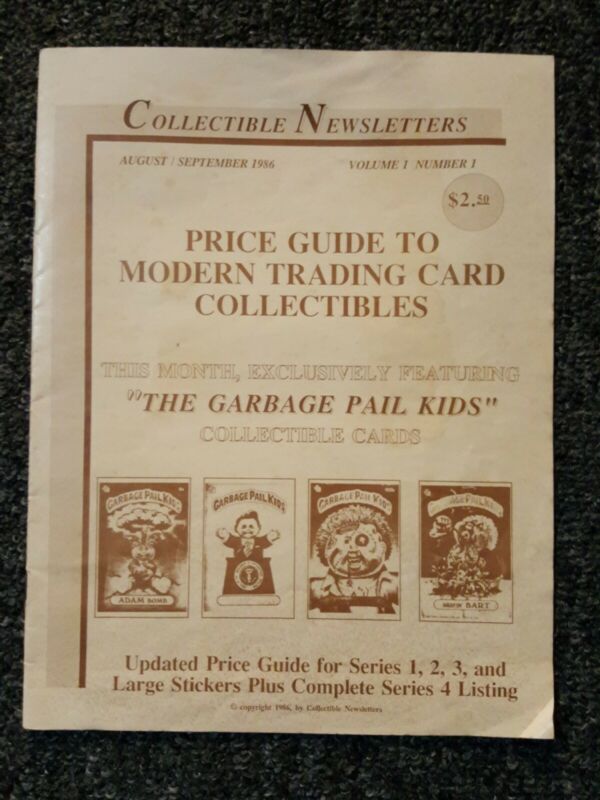 COLLECTIBLE NEWSLETTERS
AUGUST / SEPTEMBER 1986 VOLUME 1 NUMBER 1
$2.50
PRICE GUIDE TO
MODERN TRADING CARD
COLLECTIBLES
THIS MONTH, EXCLUSIVELY FEATURING
"THE GARBAGE PAIL KIDS"
COLLECTIBLE CARDS
GARBAGE PAIL KIDS
ADAM BOMB
GARBAGE PAIL KIDS
GARBAGE PAIL KIDS
GARBAGE PAIL KIDS
BART
Updated Price Guide for Series 1, 2, 3, and
Large Stickers Plus Complete Series 4 Listing
© copyright 1986, by Collectible Newsletters